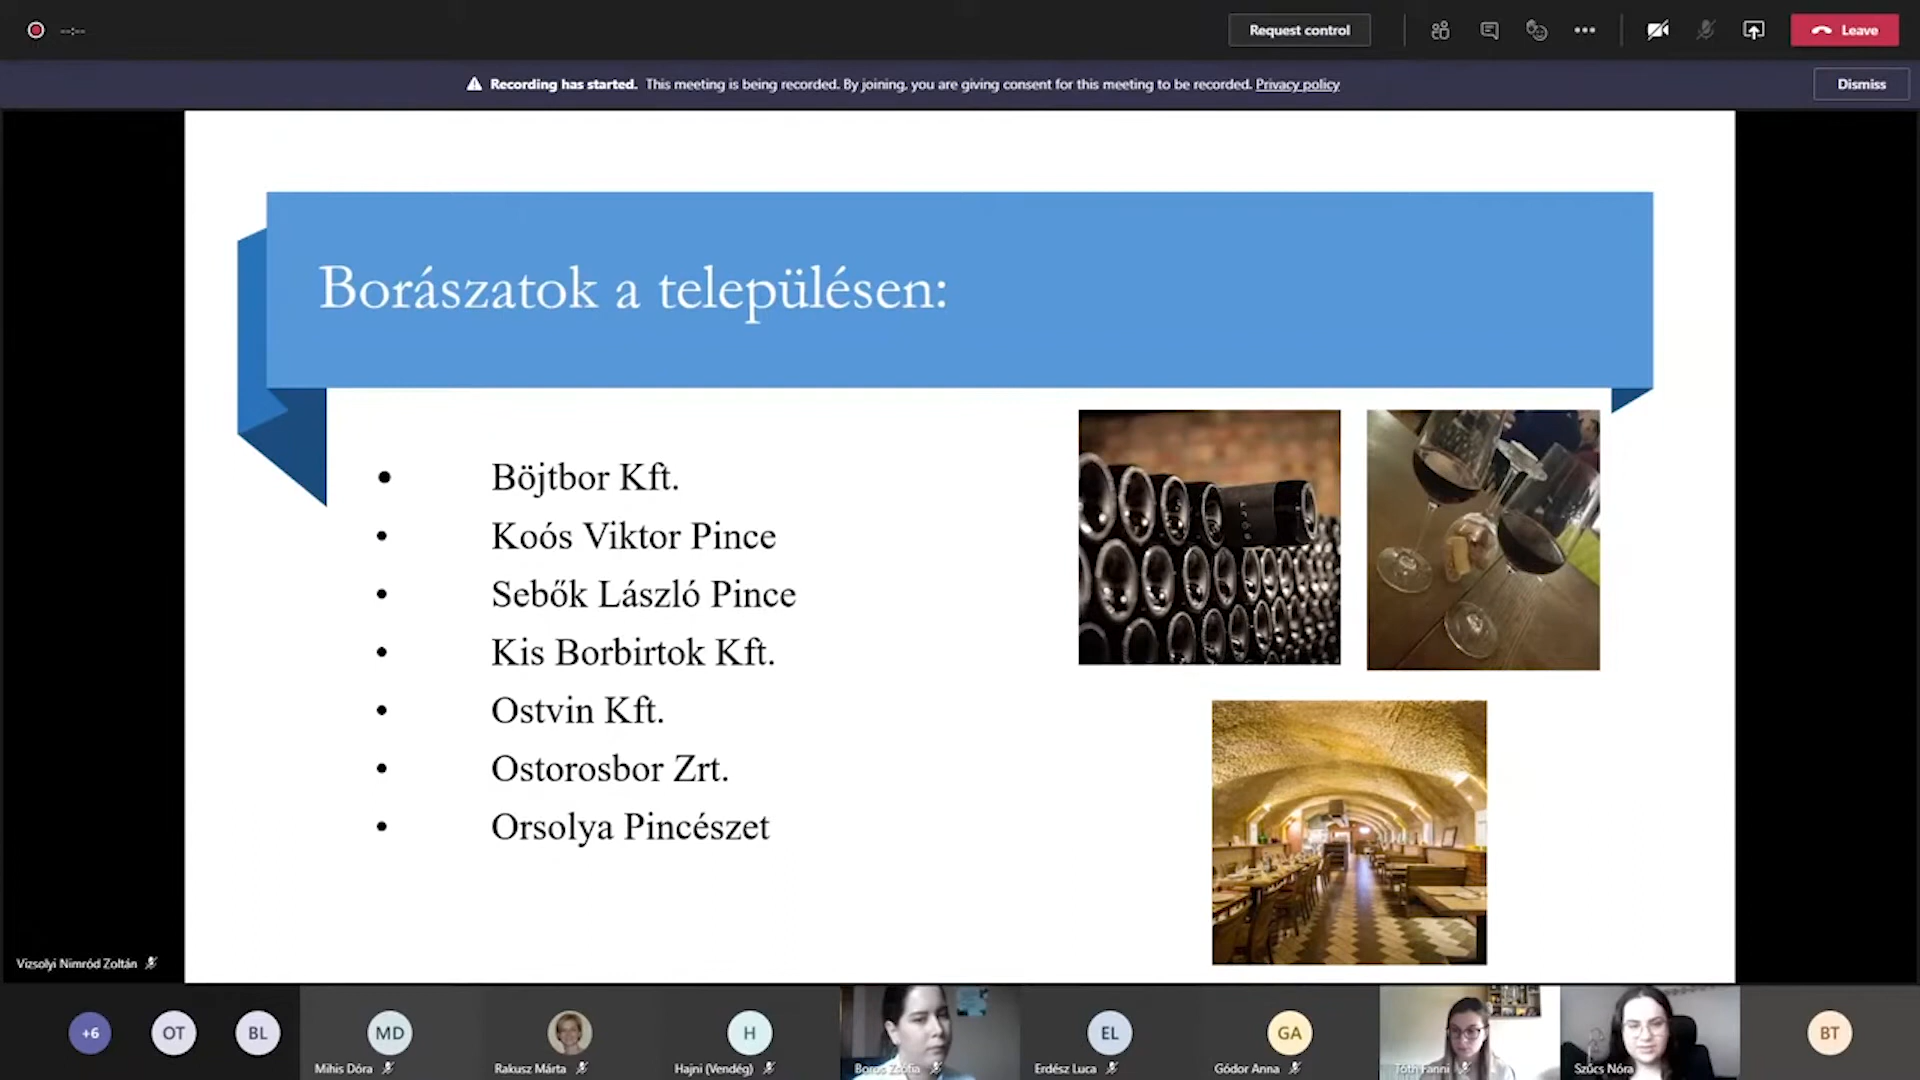 --:--
Request control
Leave
Recording has started. This meeting is being recorded. By joining, you are giving consent for this meeting to be recorded. Privacy policy
Dismiss
Borászatok a településen:
• Böjtbor Kft.
• Koós Viktor Pince
• Sebők László Pince
• Kis Borbirtok Kft.
• Ostvin Kft.
• Ostorosbor Zrt.
• Orsolya Pincészet
Vizsolyi Nimród Zoltán
+6
OT
BL
MD
Mihis Dóra
Rakusz Márta
H
Hajni (Vendég)
Boros Zsófia
EL
Erdész Luca
GA
Gódor Anna
Tóth Fanni
Szűcs Nóra
BT